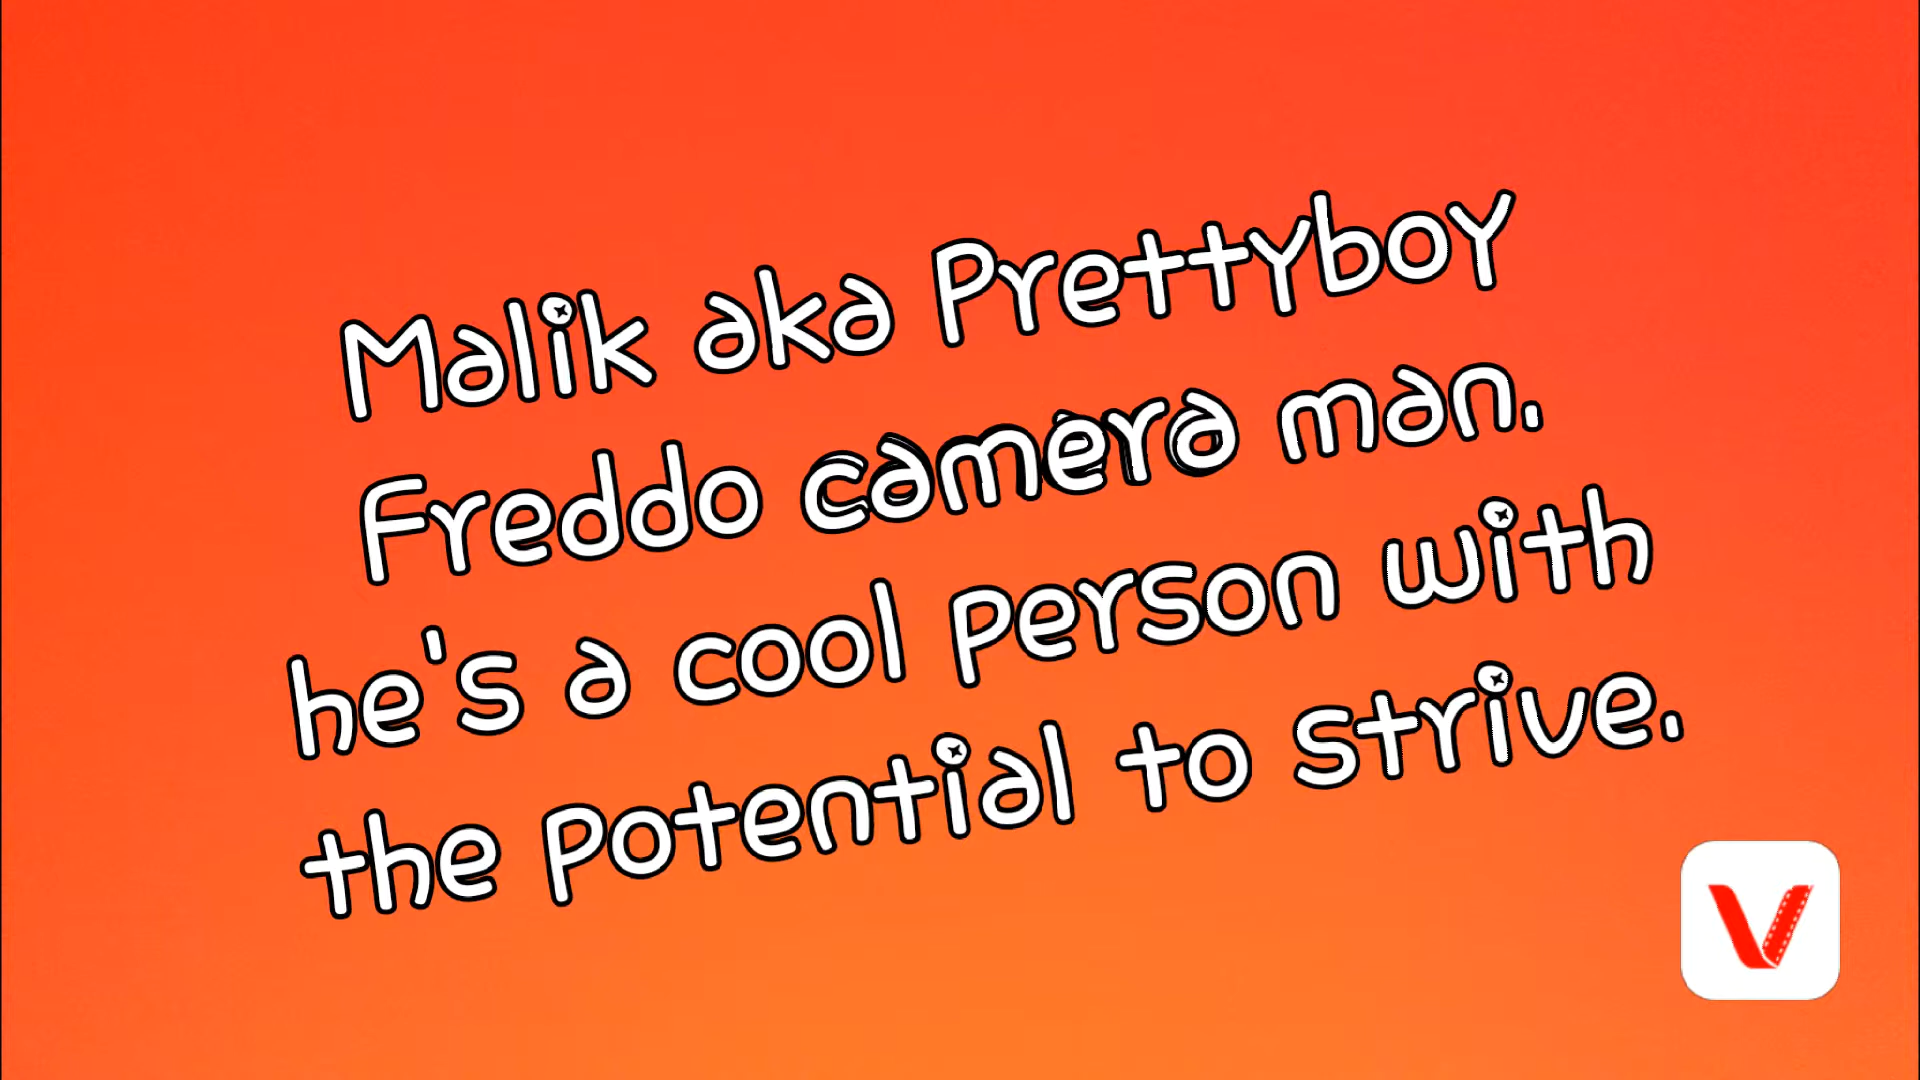 Malik aka Prettyboy
Freddo camera man.
he's a cool person with
the potential to strive.
V